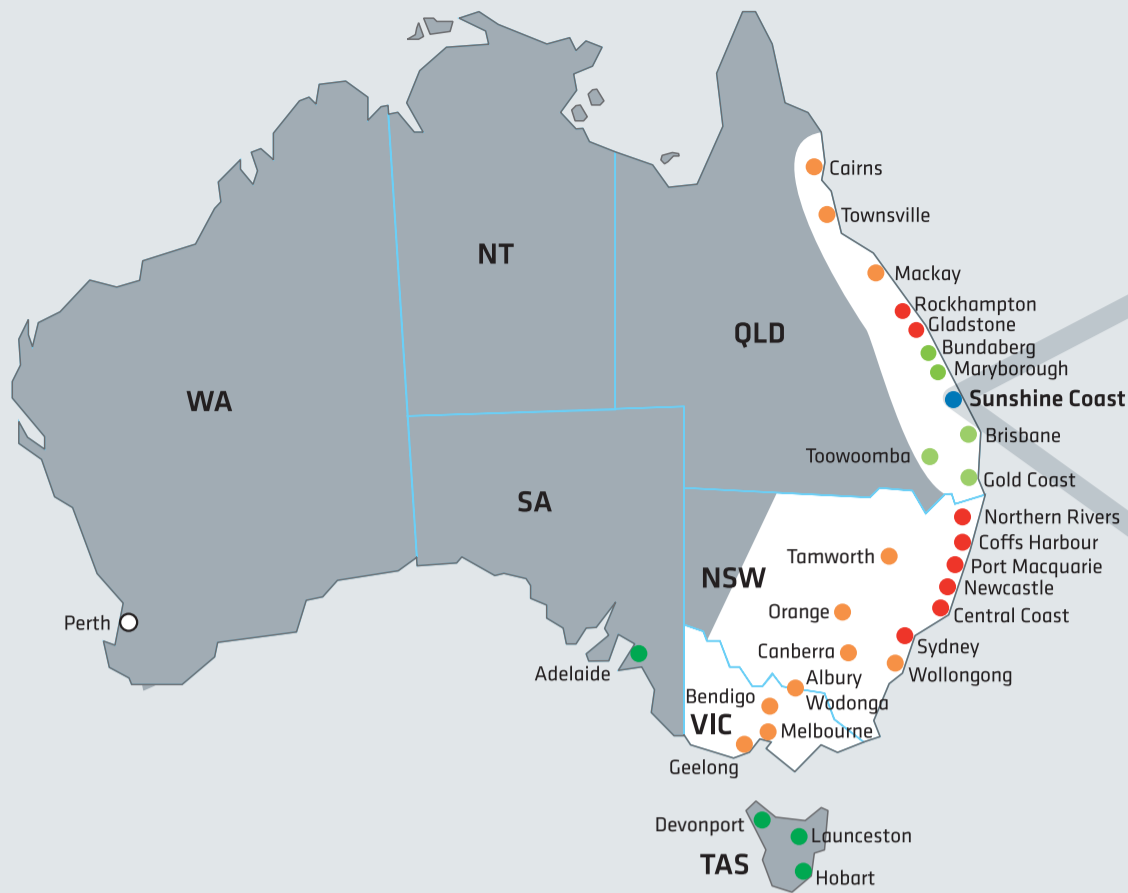 Cairns
Townsville
NT
Mackay
Rockhampton
Gladstone
QLD
Bundaberg
Maryborough
WA
Sunshine Coast
Brisbane
Toowoomba
Gold Coast
SA
Northern Rivers
Coffs Harbour
Tamworth
Port Macquarie
NSW
Newcastle
Orange
Central Coast
Perth
Sydney
Canberra
Adelaide
Wollongong
Albury
Wodonga
Bendigo
VIC
Melbourne
Geelong
Devonport
Launceston
TAS
Hobart